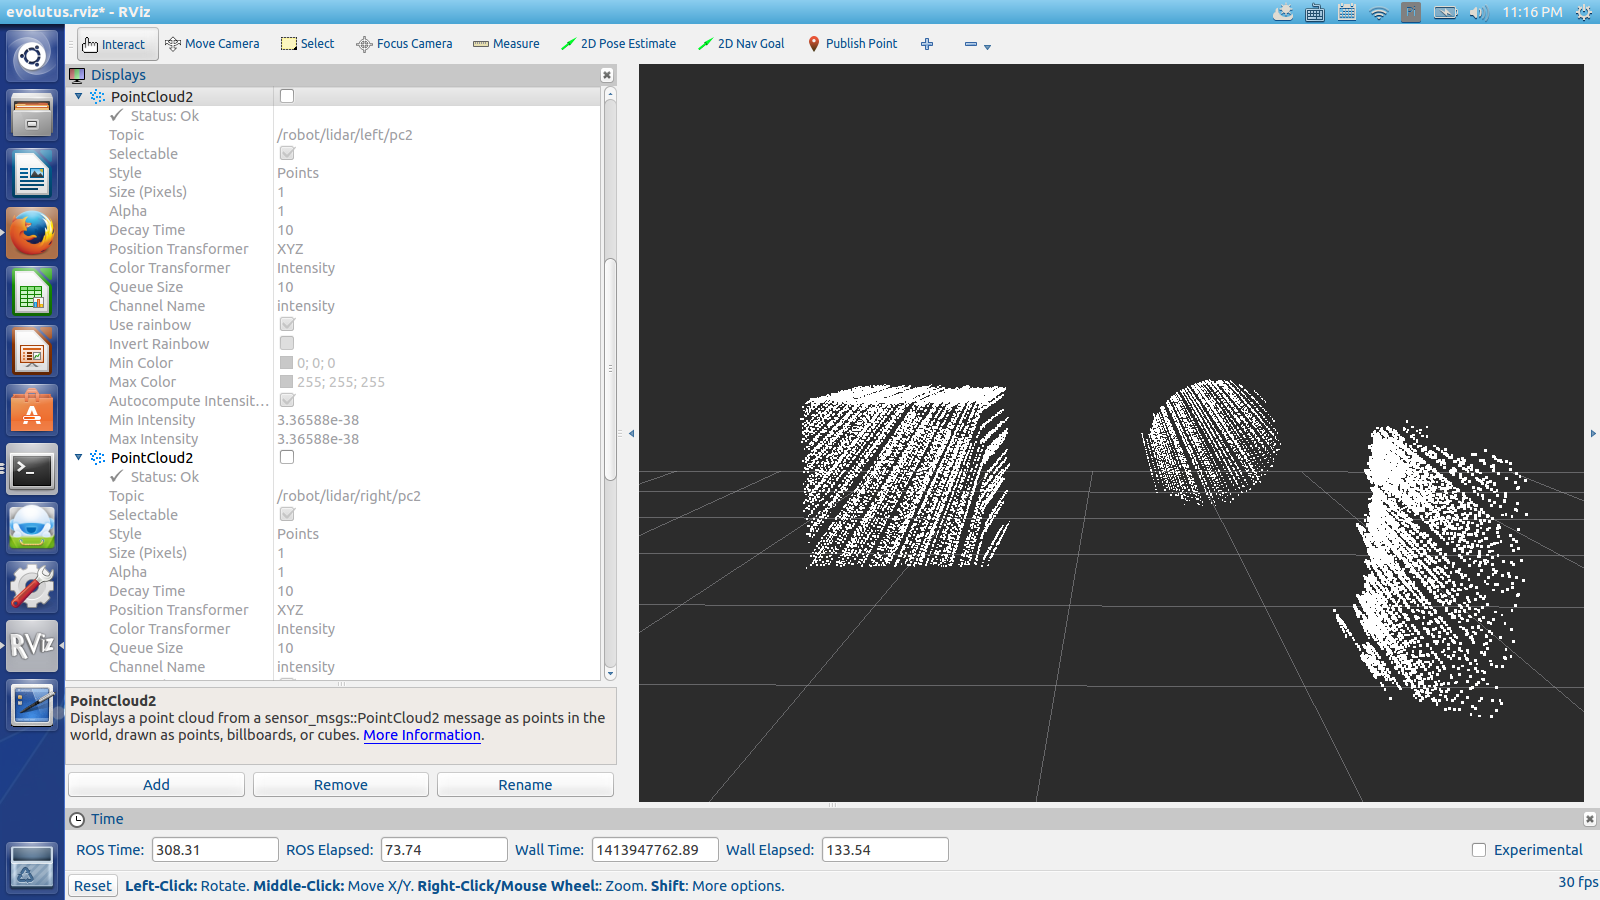 evolutus.rviz* - RViz
Fi
11:16 PM
Interact
Move Camera
Select
Focus Camera
Measure
2D Pose Estimate
2D Nav Goal
Publish Point
Displays
PointCloud2
Status: Ok
Topic /robot/lidar/left/pc2
Selectable
Style Points
Size (Pixels) 1
Alpha 1
Decay Time 10
Position Transformer XYZ
Color Transformer Intensity
Queue Size 10
Channel Name intensity
Use rainbow
Invert Rainbow
Min Color 0; 0; 0
Max Color 255; 255; 255
Autocompute Intensit...
Min Intensity 3.36588e-38
Max Intensity 3.36588e-38
PointCloud2
Status: Ok
Topic /robot/lidar/right/pc2
Selectable
Style Points
Size (Pixels) 1
Alpha 1
Decay Time 10
Position Transformer XYZ
Color Transformer Intensity
Queue Size 10
Channel Name intensity
RViz
PointCloud2
Displays a point cloud from a sensor_msgs::PointCloud2 message as points in the
world, drawn as points, billboards, or cubes. More Information.
Add Remove Rename
Time
ROS Time: 308.31 ROS Elapsed: 73.74 Wall Time: 1413947762.89 Wall Elapsed: 133.54 Experimental
Reset Left-Click: Rotate. Middle-Click: Move X/Y. Right-Click/Mouse Wheel:: Zoom. Shift: More options. 30 fps